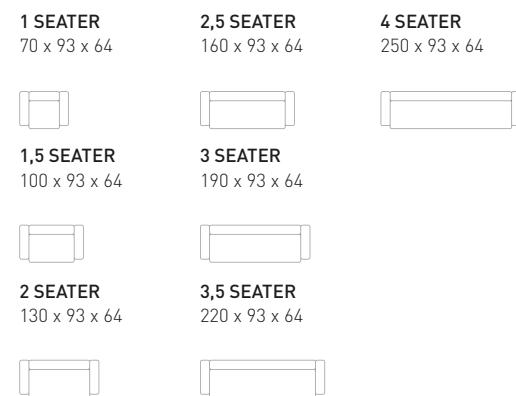 1 SEATER
70 x 93 x 64
1,5 SEATER
100 x 93 x 64
2 SEATER
130 x 93 x 64
2,5 SEATER
160 x 93 x 64
3 SEATER
190 x 93 x 64
3,5 SEATER
220 x 93 x 64
4 SEATER
250 x 93 x 64